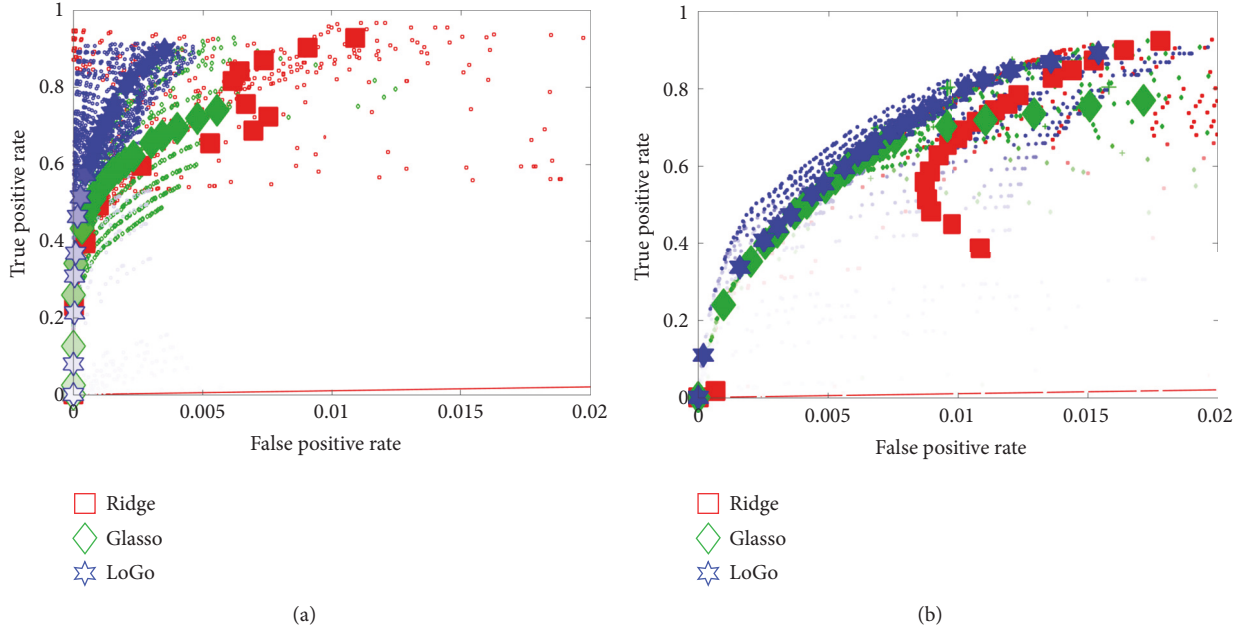 1
0.8
0.6
0.4
0.2
0
True positive rate
0
0.005
0.01
0.015
0.02
False positive rate
Ridge
Glasso
LoGo
(a)
1
0.8
0.6
0.4
0.2
0
True positive rate
0
0.005
0.01
0.015
0.02
False positive rate
Ridge
Glasso
LoGo
(b)